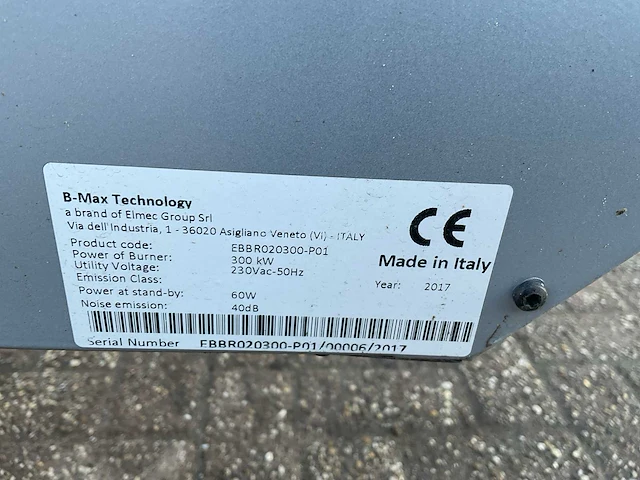 B-Max Technology
a brand of Elmec Group Srl
Via dell'Industria, 1 - 36020 Asigliano Veneto (VI) - ITALY
Product code: EBBR020300-P01
Power of Burner: 300 kW
Utility Voltage: 230Vac-50Hz
Emission Class:
Power at stand-by: 60W
Noise emission: 40dB
CE
Made in Italy
Year: 2017
Serial Number EBBR020300-P01/00006/2017